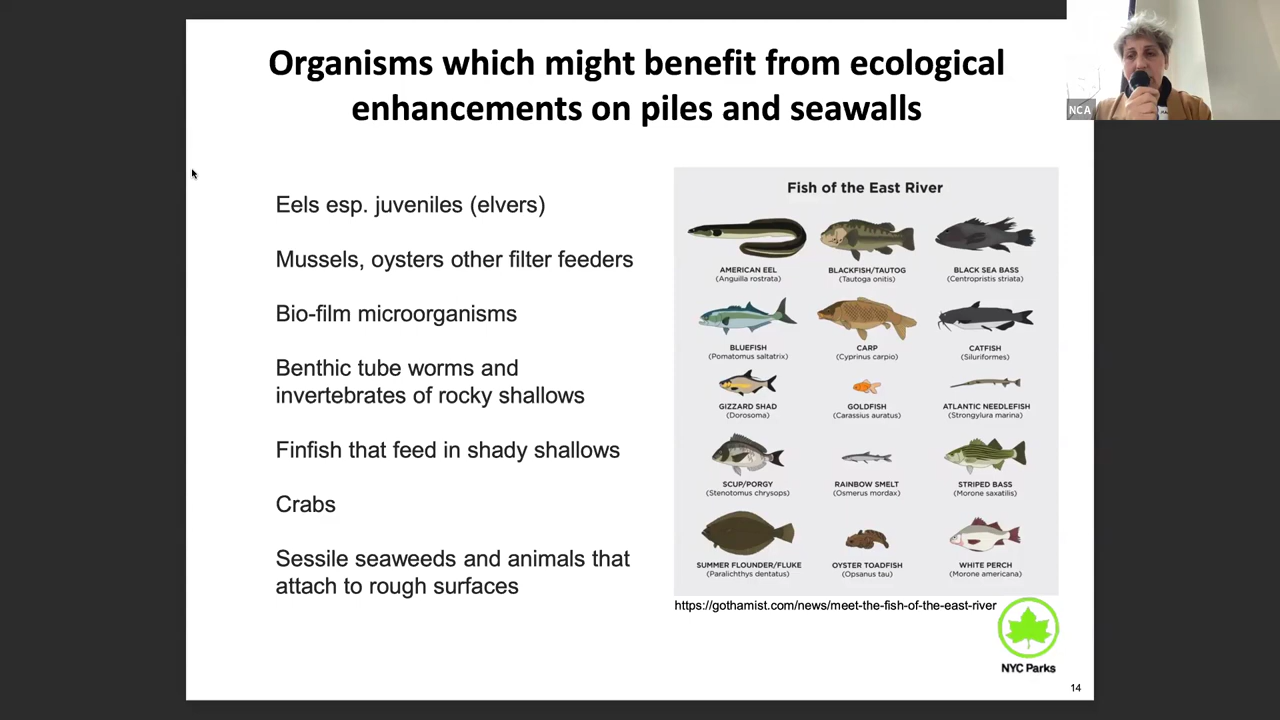 Organisms which might benefit from ecological
enhancements on piles and seawalls
NCA
Eels esp. juveniles (elvers)
Mussels, oysters other filter feeders
Bio-film microorganisms
Benthic tube worms and
invertebrates of rocky shallows
Finfish that feed in shady shallows
Crabs
Sessile seaweeds and animals that
attach to rough surfaces
Fish of the East River
AMERICAN EEL
(Anguilla rostrata)
BLACKFISH/TAUTOG
(Tautoga onitis)
BLACK SEA BASS
(Centropristis striata)
BLUEFISH
(Pomatomus saltatrix)
CARP
(Cyprinus carpio)
CATFISH
(Siluriformes)
GIZZARD SHAD
(Dorosoma)
GOLDFISH
(Carassius auratus)
ATLANTIC NEEDLEFISH
(Strongylura marina)
SCUP/PORGY
(Stenotomus chrysops)
RAINBOW SMELT
(Osmerus mordax)
STRIPED BASS
(Morone saxatilis)
SUMMER FLOUNDER/FLUKE
(Paralichthys dentatus)
OYSTER TOADFISH
(Opsanus tau)
WHITE PERCH
(Morone americana)
https://gothamist.com/news/meet-the-fish-of-the-east-river
NYC Parks
14